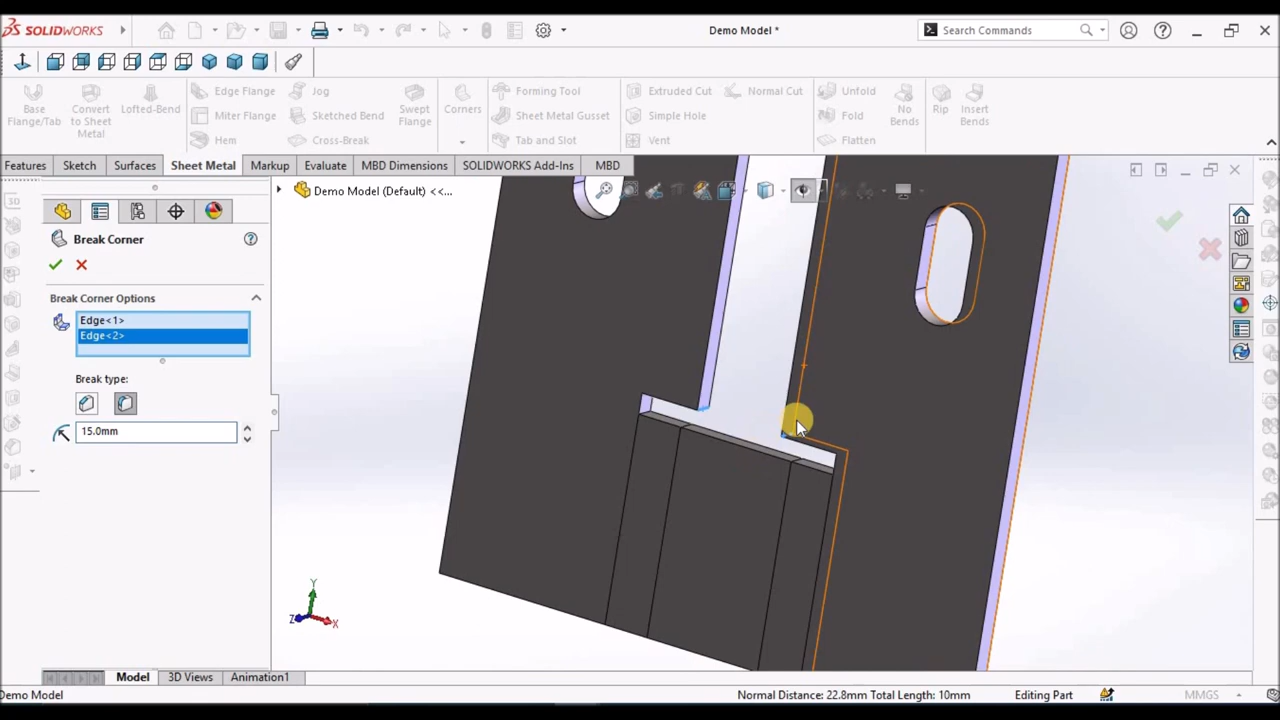 SOLIDWORKS
Demo Model *
Search Commands
Base Flange/Tab
Convert to Sheet Metal
Lofted-Bend
Edge Flange
Miter Flange
Hem
Jog
Sketched Bend
Cross-Break
Swept Flange
Corners
Forming Tool
Sheet Metal Gusset
Tab and Slot
Extruded Cut
Simple Hole
Vent
Normal Cut
Unfold
Fold
Flatten
No Bends
Rip
Insert Bends
Features
Sketch
Surfaces
Sheet Metal
Markup
Evaluate
MBD Dimensions
SOLIDWORKS Add-Ins
MBD
Demo Model (Default) <<...
Break Corner
Break Corner Options
Edge<1>
Edge<2>
Break type:
15.0mm
Y
Z
X
Model
3D Views
Animation1
Demo Model
Normal Distance: 22.8mm Total Length: 10mm
Editing Part
MMGS